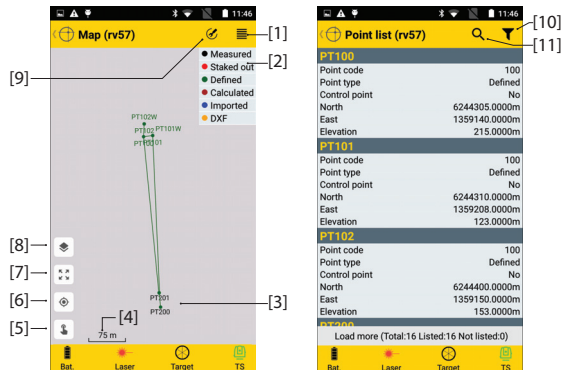 11:46
Map (rv57)
[1]
[9]
Measured
Staked out
[2]
Defined
Calculated
Imported
DXF
PT102W
PT102
PT101W
PT101
[8]
[7]
[6]
PT201
[3]
PT200
[4]
[5]
75 m
Bat.
Laser
Target
TS
11:46
[10]
Point list (rv57)
[11]
PT100
Point code 100
Point type Defined
Control point No
North 6244305.0000m
East 1359140.0000m
Elevation 215.0000m
PT101
Point code 100
Point type Defined
Control point No
North 6244310.0000m
East 1359208.0000m
Elevation 123.0000m
PT102
Point code 100
Point type Defined
Control point No
North 6244400.0000m
East 1359150.0000m
Elevation 153.0000m
PT200
Load more (Total:16 Listed:16 Not listed:0)
Bat.
Laser
Target
TS